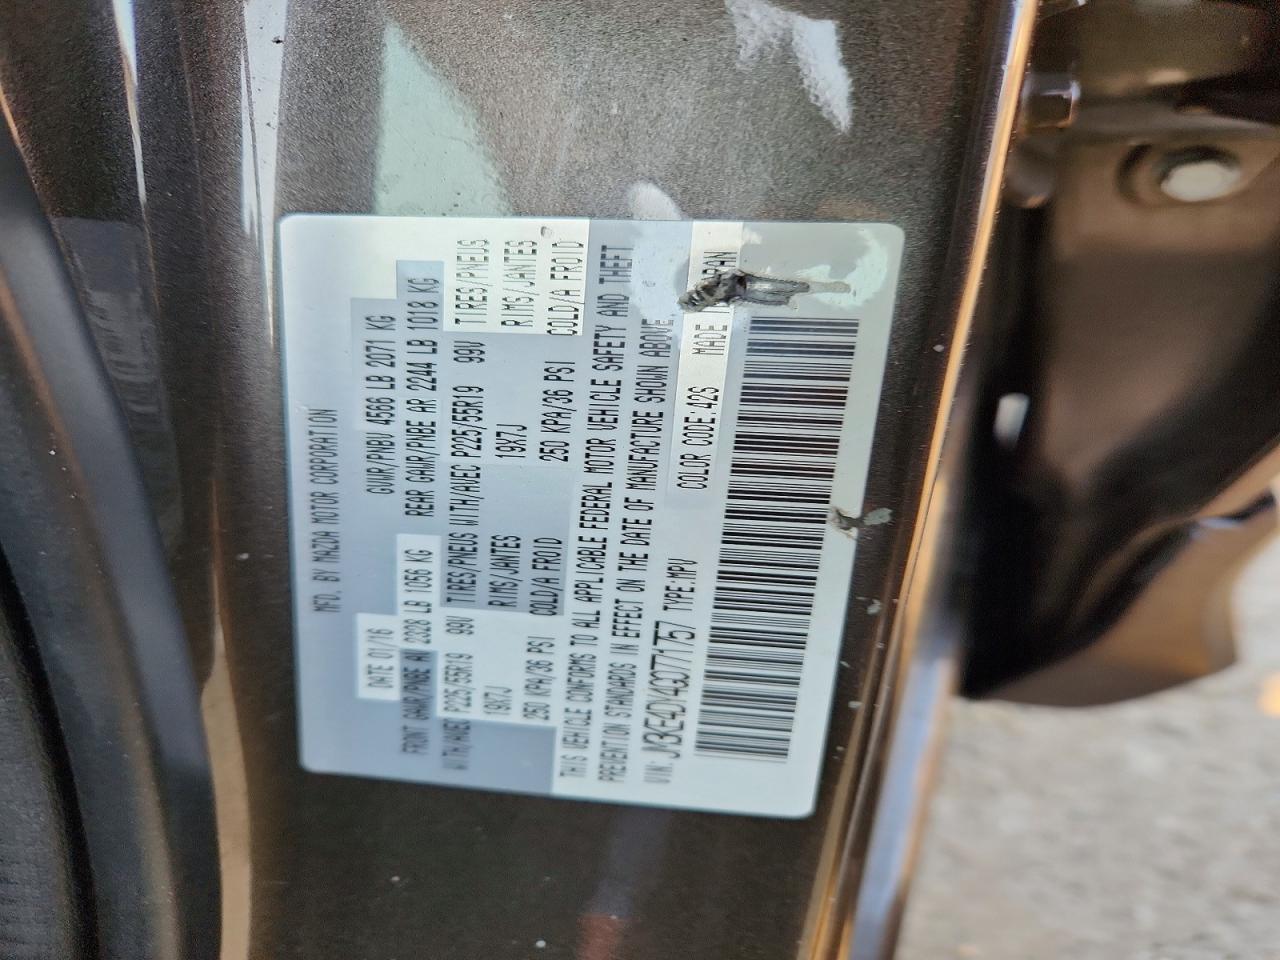 MFD. BY MAZDA MOTOR CORPORATION
DATE 01/16 GVWR/PNBV 4566 LB 2071 KG
FRONT GAWR/PNBE AV 2328 LB 1056 KG REAR GAWR/PNBE AR 2244 LB 1018 KG
WITH/AVEC P225/55R19 99V TIRES/PNEUS WITH/AVEC P225/55R19 99V TIRES/PNEUS
19X7J RIMS/JANTES 19X7J RIMS/JANTES
250 KPA/36 PSI COLD/A FROID 250 KPA/36 PSI COLD/A FROID
THIS VEHICLE CONFORMS TO ALL APPLICABLE FEDERAL MOTOR VEHICLE SAFETY AND THEFT
PREVENTION STANDARDS IN EFFECT ON THE DATE OF MANUFACTURE SHOWN ABOVE
VIN: TYPE:MPV COLOR CODE:42S MADE